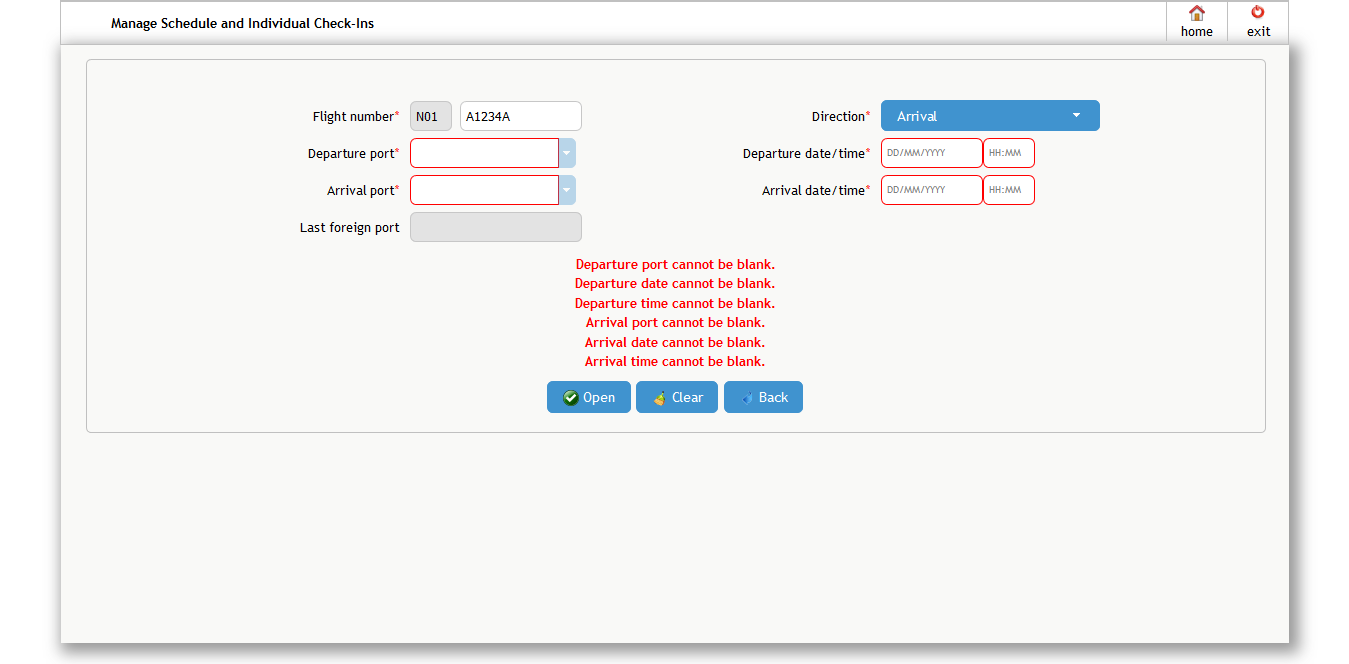 Manage Schedule and Individual Check-Ins
home
exit
Flight number* N01 A1234A
Direction* Arrival
Departure port*
Departure date/time* DD/MM/YYYY HH:MM
Arrival port*
Arrival date/time* DD/MM/YYYY HH:MM
Last foreign port
Departure port cannot be blank.
Departure date cannot be blank.
Departure time cannot be blank.
Arrival port cannot be blank.
Arrival date cannot be blank.
Arrival time cannot be blank.
Open Clear Back